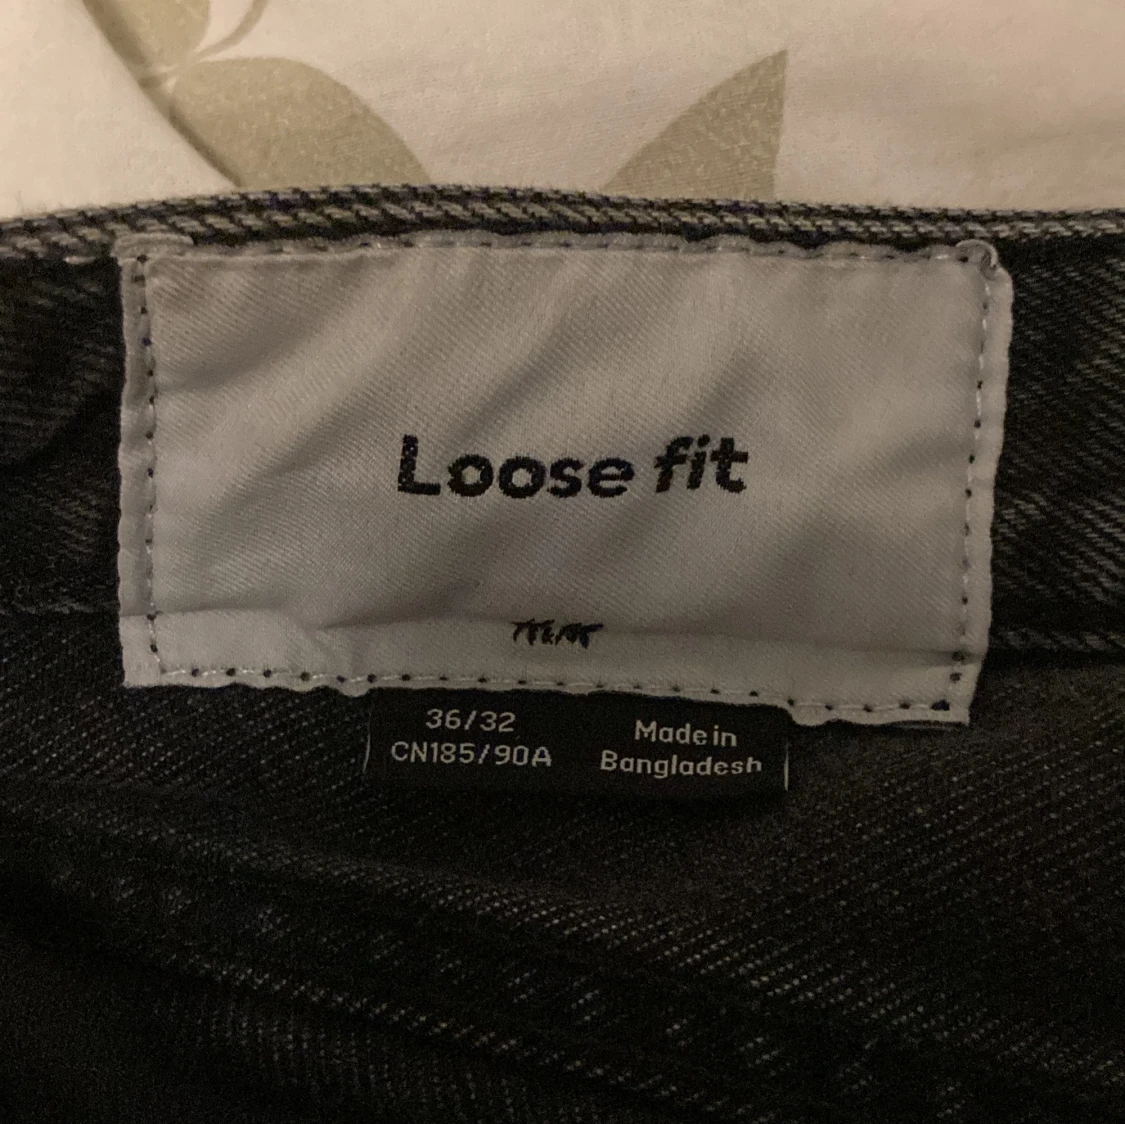 Loose fit
36/32
CN185/90A
Made in
Bangladesh